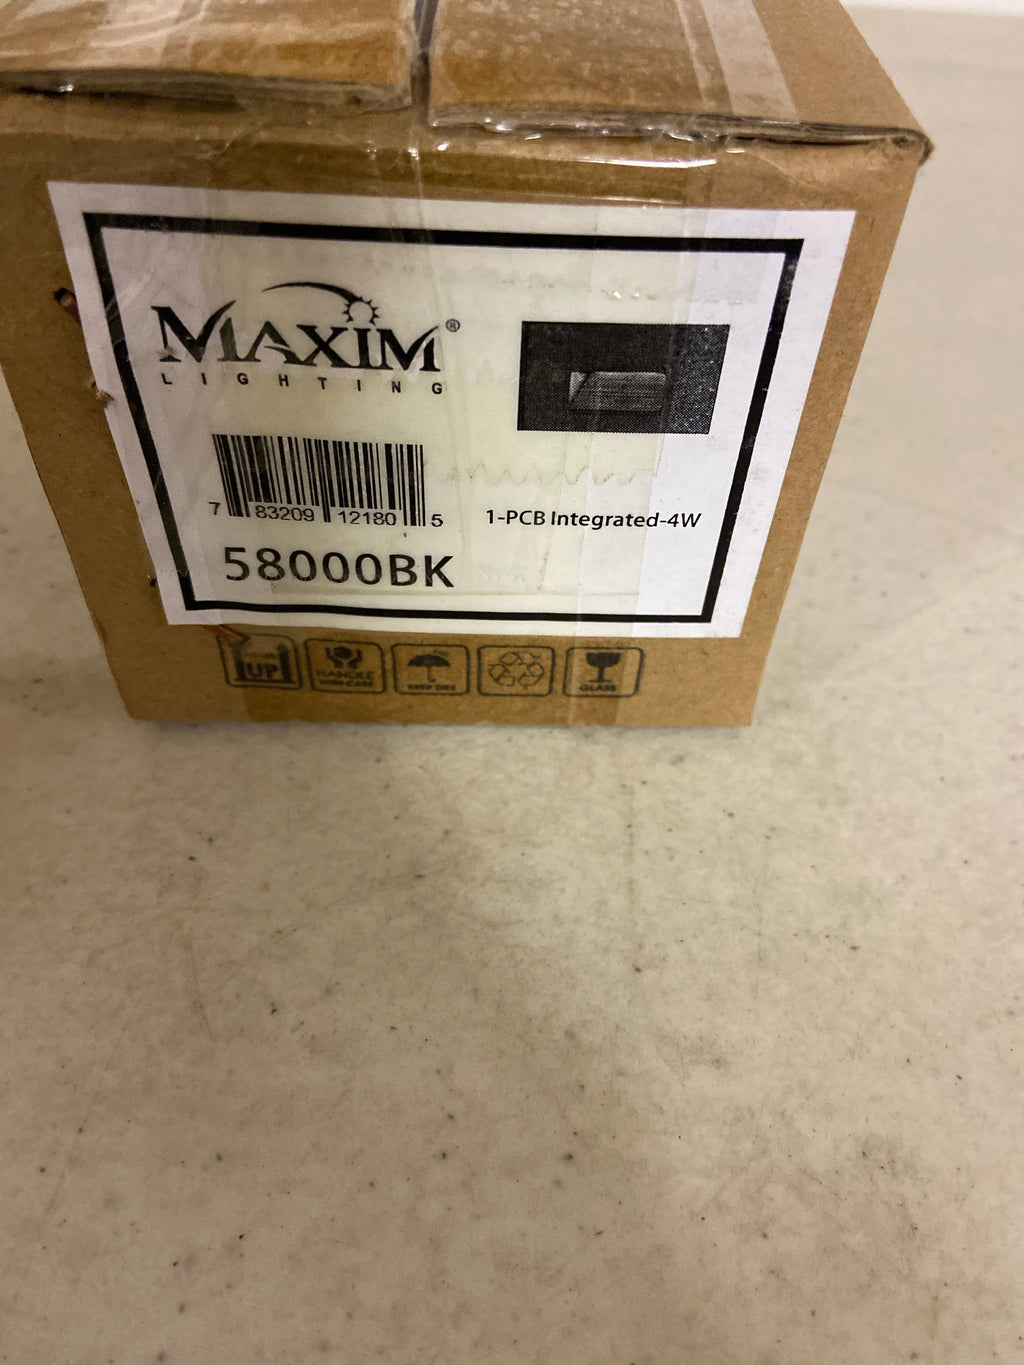 MAXIM®
LIGHTING
7 83209 12180 5
1-PCB Integrated-4W
58000BK
UP
HANDLE
WITH CARE
KEEP DRY
GLASS